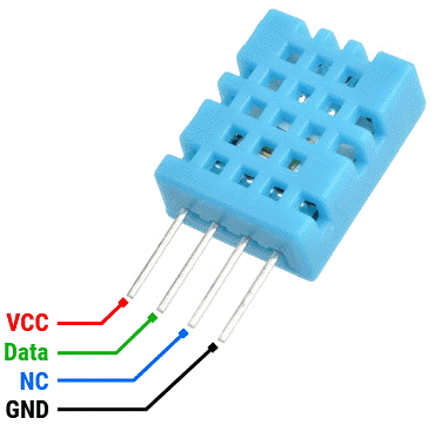 VCC
Data
NC
GND